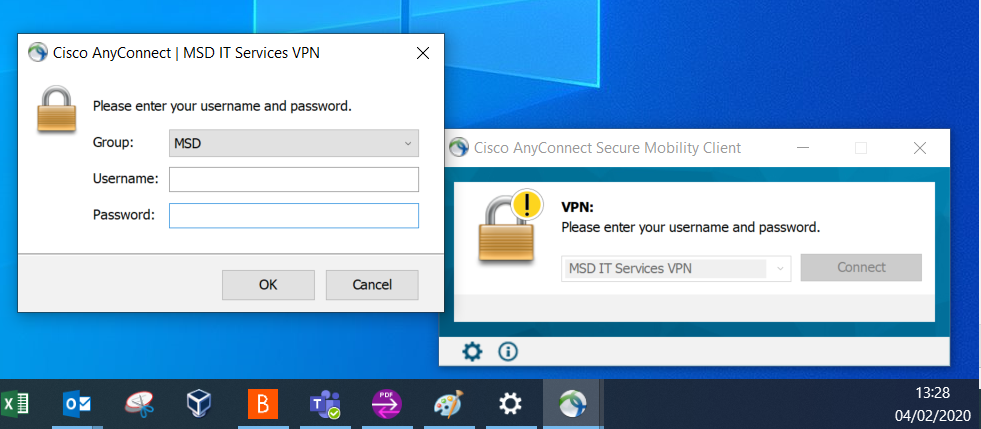 Cisco AnyConnect | MSD IT Services VPN
Please enter your username and password.
Group: MSD
Username:
Password:
OK Cancel
Cisco AnyConnect Secure Mobility Client
VPN:
Please enter your username and password.
MSD IT Services VPN Connect
PDF
B
13:28
04/02/2020